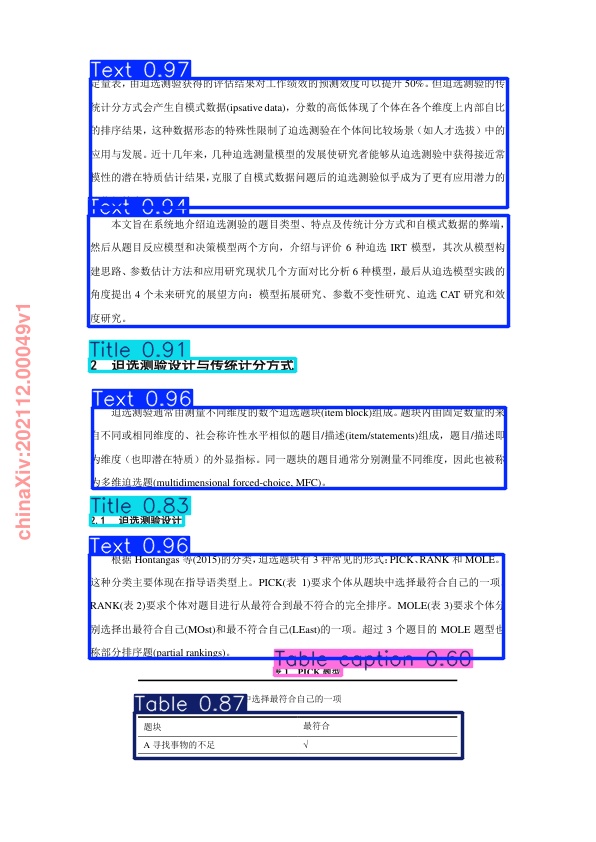 Text 0.97
定量表，由迫选测验获得的评估结果对工作绩效的预测效度可以提升 50%。但迫选测验的传
统计分方式会产生自模式数据(ipsative data)，分数的高低体现了个体在各个维度上内部自比
的排序结果，这种数据形态的特殊性限制了迫选测验在个体间比较场景（如人才选拔）中的
应用与发展。近十几年来，几种迫选测量模型的发展使研究者能够从迫选测验中获得接近常
模性的潜在特质估计结果，克服了自模式数据问题后的迫选测验似乎成为了更有应用潜力的
Text 0.94
本文旨在系统地介绍迫选测验的题目类型、特点及传统计分方式和自模式数据的弊端，
然后从题目反应模型和决策模型两个方向，介绍与评价 6 种迫选 IRT 模型，其次从模型构
建思路、参数估计方法和应用研究现状几个方面对比分析 6 种模型，最后从迫选模型实践的
角度提出 4 个未来研究的展望方向：模型拓展研究、参数不变性研究、迫选 CAT 研究和效
度研究。
Title 0.91
2 迫选测验设计与传统计分方式
Text 0.96
迫选测验通常由测量不同维度的数个迫选题块(item block)组成。题块内由固定数量的来
自不同或相同维度的、社会称许性水平相似的题目/描述(item/statements)组成，题目/描述即
为维度（也即潜在特质）的外显指标。同一题块的题目通常分别测量不同维度，因此也被称
为多维迫选题(multidimensional forced-choice, MFC)。
Title 0.83
2.1 迫选测验设计
Text 0.96
根据 Hontangas 等(2015)的分类，迫选题块有 3 种常见的形式：PICK、RANK 和 MOLE。
这种分类主要体现在指导语类型上。PICK(表 1)要求个体从题块中选择最符合自己的一项
RANK(表 2)要求个体对题目进行从最符合到最不符合的完全排序。MOLE(表 3)要求个体分
别选择出最符合自己(MOst)和最不符合自己(LEast)的一项。超过 3 个题目的 MOLE 题型也
称部分排序题(partial rankings)。
Table caption 0.60
表 1 PICK 题型
Table 0.87
中选择最符合自己的一项
题块 最符合
A 寻找事物的不足 √
chinaXiv:202112.00049v1